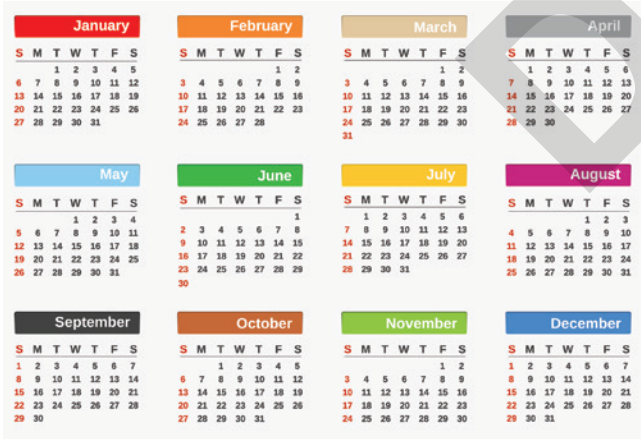 January
S M T W T F S
1 2 3 4 5
6 7 8 9 10 11 12
13 14 15 16 17 18 19
20 21 22 23 24 25 26
27 28 29 30 31
February
S M T W T F S
1 2
3 4 5 6 7 8 9
10 11 12 13 14 15 16
17 18 19 20 21 22 23
24 25 26 27 28
March
S M T W T F S
1 2
3 4 5 6 7 8 9
10 11 12 13 14 15 16
17 18 19 20 21 22 23
24 25 26 27 28 29 30
31
April
S M T W T F S
1 2 3 4 5 6
7 8 9 10 11 12 13
14 15 16 17 18 19 20
21 22 23 24 25 26 27
28 29 30
May
S M T W T F S
1 2 3 4
5 6 7 8 9 10 11
12 13 14 15 16 17 18
19 20 21 22 23 24 25
26 27 28 29 30 31
June
S M T W T F S
1
2 3 4 5 6 7 8
9 10 11 12 13 14 15
16 17 18 19 20 21 22
23 24 25 26 27 28 29
30
July
S M T W T F S
1 2 3 4 5 6
7 8 9 10 11 12 13
14 15 16 17 18 19 20
21 22 23 24 25 26 27
28 29 30 31
August
S M T W T F S
1 2 3
4 5 6 7 8 9 10
11 12 13 14 15 16 17
18 19 20 21 22 23 24
25 26 27 28 29 30 31
September
S M T W T F S
1 2 3 4 5 6 7
8 9 10 11 12 13 14
15 16 17 18 19 20 21
22 23 24 25 26 27 28
29 30
October
S M T W T F S
1 2 3 4 5
6 7 8 9 10 11 12
13 14 15 16 17 18 19
20 21 22 23 24 25 26
27 28 29 30 31
November
S M T W T F S
1 2
3 4 5 6 7 8 9
10 11 12 13 14 15 16
17 18 19 20 21 22 23
24 25 26 27 28 29 30
December
S M T W T F S
1 2 3 4 5 6 7
8 9 10 11 12 13 14
15 16 17 18 19 20 21
22 23 24 25 26 27 28
29 30 31